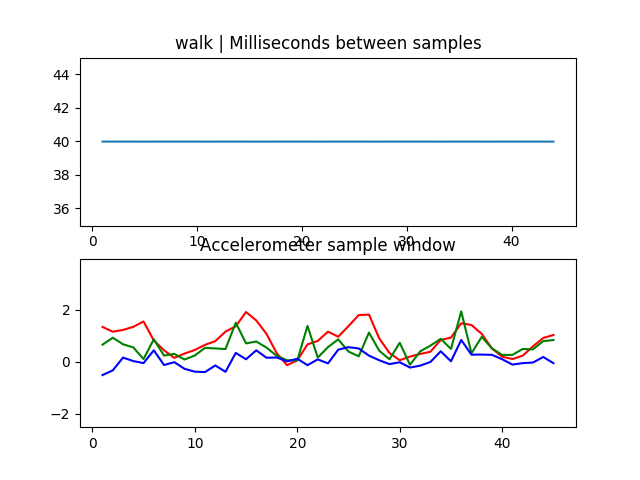 walk | Milliseconds between samples
44
42
40
38
36
0 10 20 30 40
Accelerometer sample window
2
0
−2
0 10 20 30 40